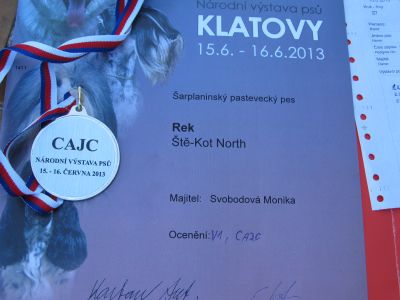 Národní výstava psů
KLATOVY
15.6. - 16.6.2013
Šarplaninský pastevecký pes
Rek
Ště-Kot North
Majitel: Svobodová Monika
Ocenění: V1, CAJC
CAJC
NÁRODNÍ VÝSTAVA PSŮ
15. - 16. ČERVNA 2013